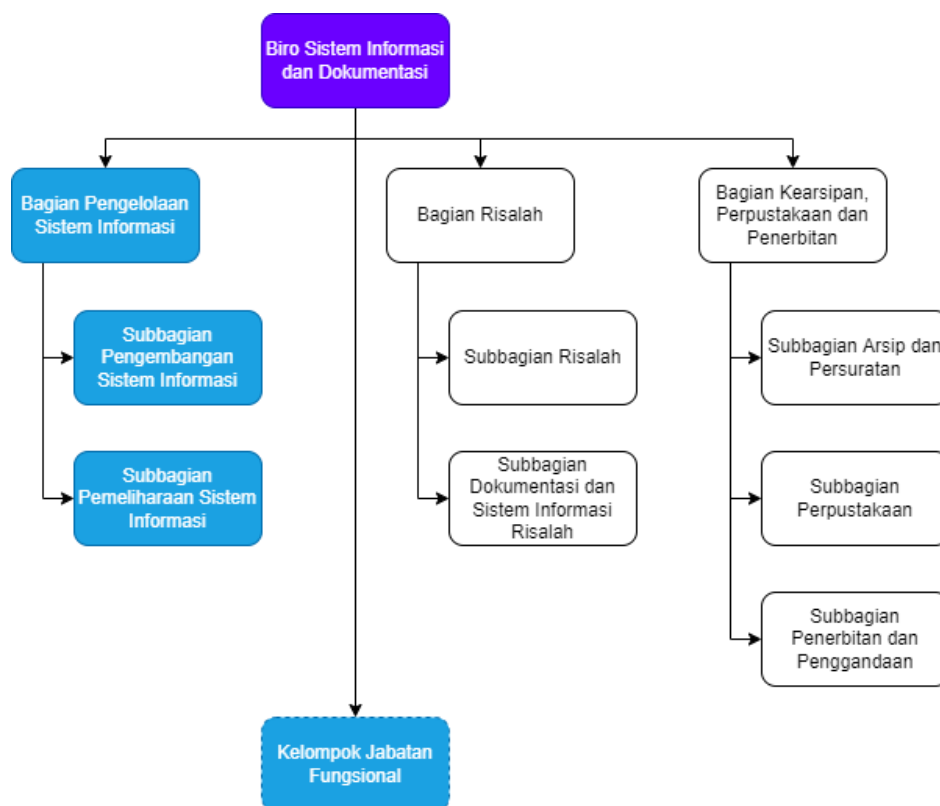 Biro Sistem Informasi
dan Dokumentasi
Bagian Pengelolaan
Sistem Informasi
Subbagian
Pengembangan
Sistem Informasi
Subbagian
Pemeliharaan Sistem
Informasi
Bagian Risalah
Subbagian Risalah
Subbagian
Dokumentasi dan
Sistem Informasi
Risalah
Bagian Kearsipan,
Perpustakaan dan
Penerbitan
Subbagian Arsip dan
Persuratan
Subbagian
Perpustakaan
Subbagian
Penerbitan dan
Penggandaan
Kelompok Jabatan
Fungsional